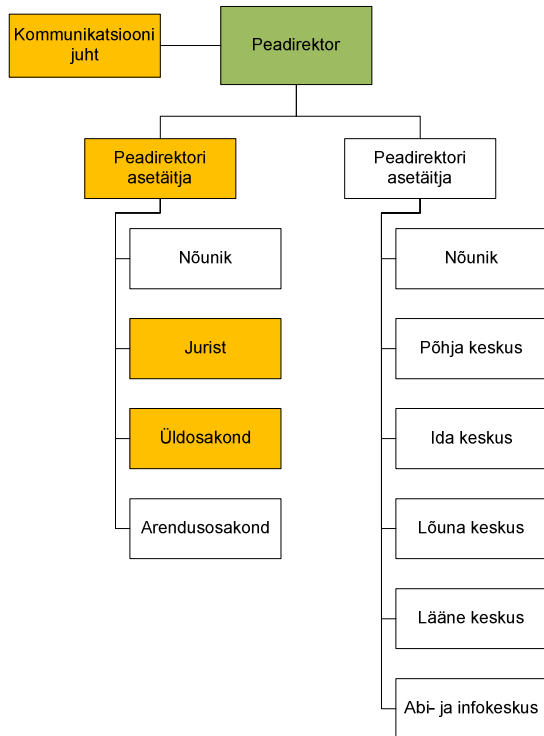 Kommunikatsiooni
juht
Peadirektor
Peadirektori
asetäitja
Peadirektori
asetäitja
Nõunik
Jurist
Üldosakond
Arendusosakond
Nõunik
Põhja keskus
Ida keskus
Lõuna keskus
Lääne keskus
Abi- ja infokeskus